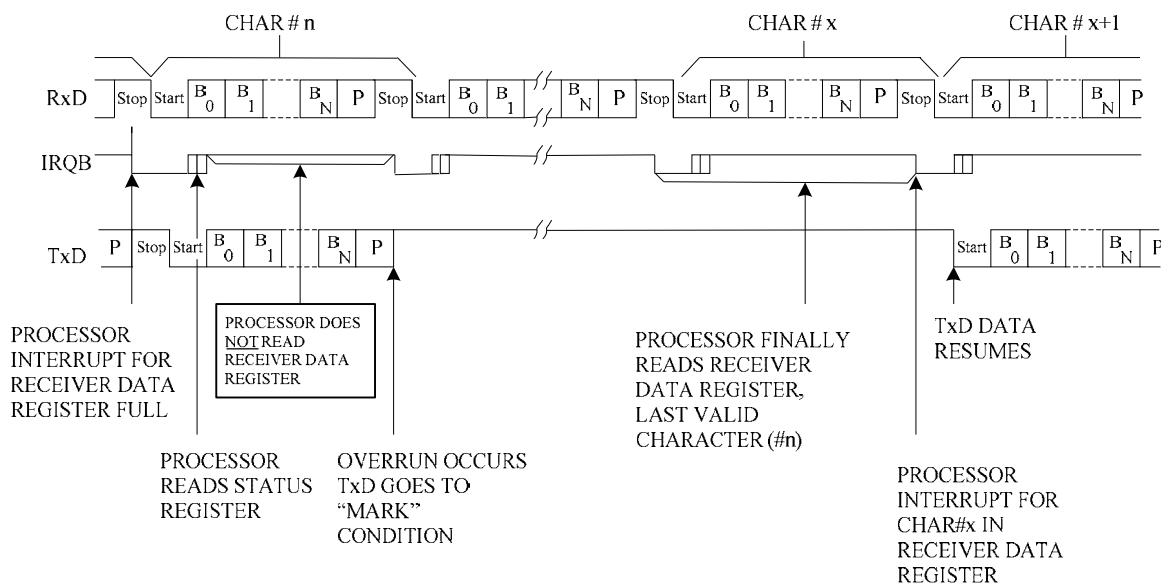 CHAR # n
CHAR # x
CHAR # x+1
RxD Stop Start B0 B1 BN P Stop Start B0 B1 BN P Stop Start B0 B1 BN P Stop Start B0 B1 BN P
IRQB
TxD P Stop Start B0 B1 BN P Start B0 B1 BN P
PROCESSOR
INTERRUPT FOR
RECEIVER DATA
REGISTER FULL
PROCESSOR DOES
NOT READ
RECEIVER DATA
REGISTER
PROCESSOR FINALLY
READS RECEIVER
DATA REGISTER,
LAST VALID
CHARACTER (#n)
TxD DATA
RESUMES
PROCESSOR
READS STATUS
REGISTER
OVERRUN OCCURS
TxD GOES TO
“MARK”
CONDITION
PROCESSOR
INTERRUPT FOR
CHAR#x IN
RECEIVER DATA
REGISTER